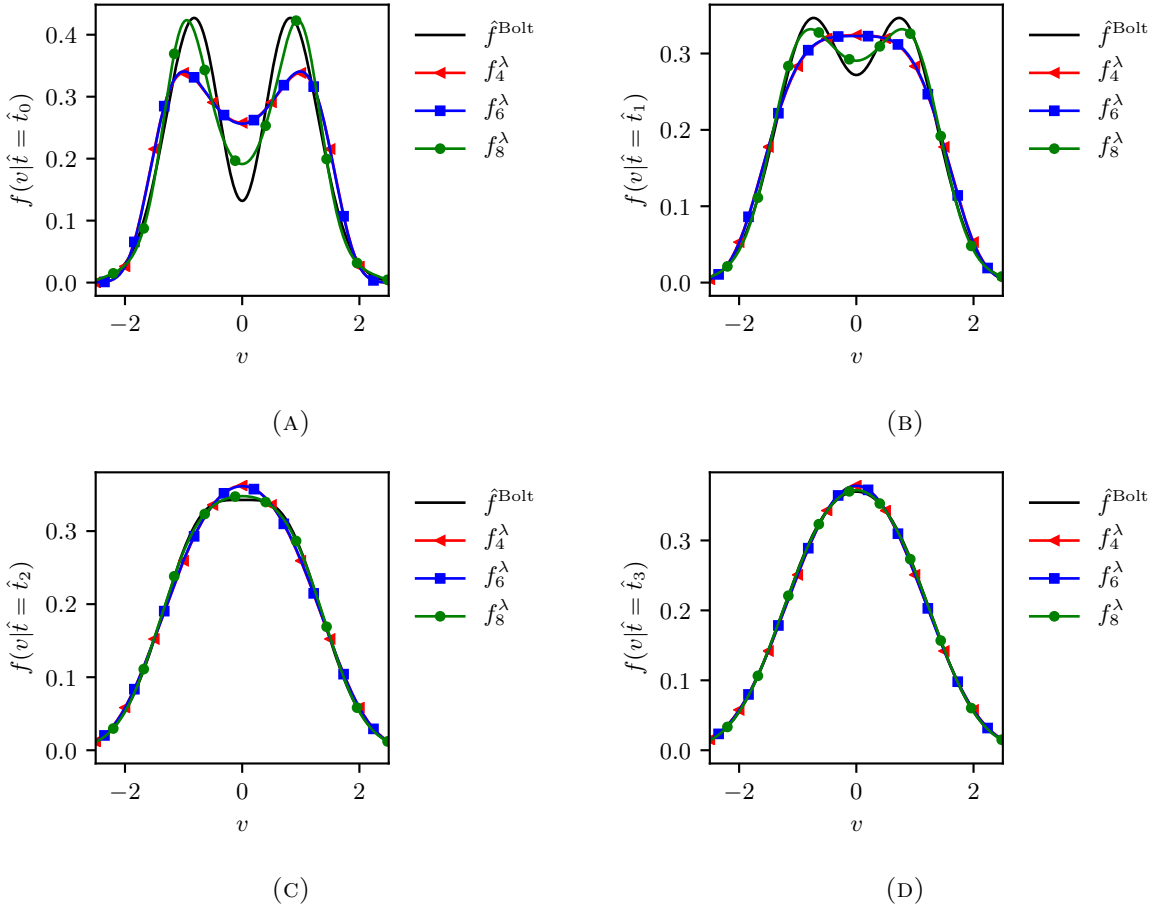 f(v|t̂ = t̂₀)
0.4
0.3
0.2
0.1
0.0
−2 0 2
v
f̂ᴮᵒˡᵗ
f₄^λ
f₆^λ
f₈^λ
(A)
f(v|t̂ = t̂₁)
0.3
0.2
0.1
0.0
−2 0 2
v
f̂ᴮᵒˡᵗ
f₄^λ
f₆^λ
f₈^λ
(B)
f(v|t̂ = t̂₂)
0.3
0.2
0.1
0.0
−2 0 2
v
f̂ᴮᵒˡᵗ
f₄^λ
f₆^λ
f₈^λ
(C)
f(v|t̂ = t̂₃)
0.3
0.2
0.1
0.0
−2 0 2
v
f̂ᴮᵒˡᵗ
f₄^λ
f₆^λ
f₈^λ
(D)